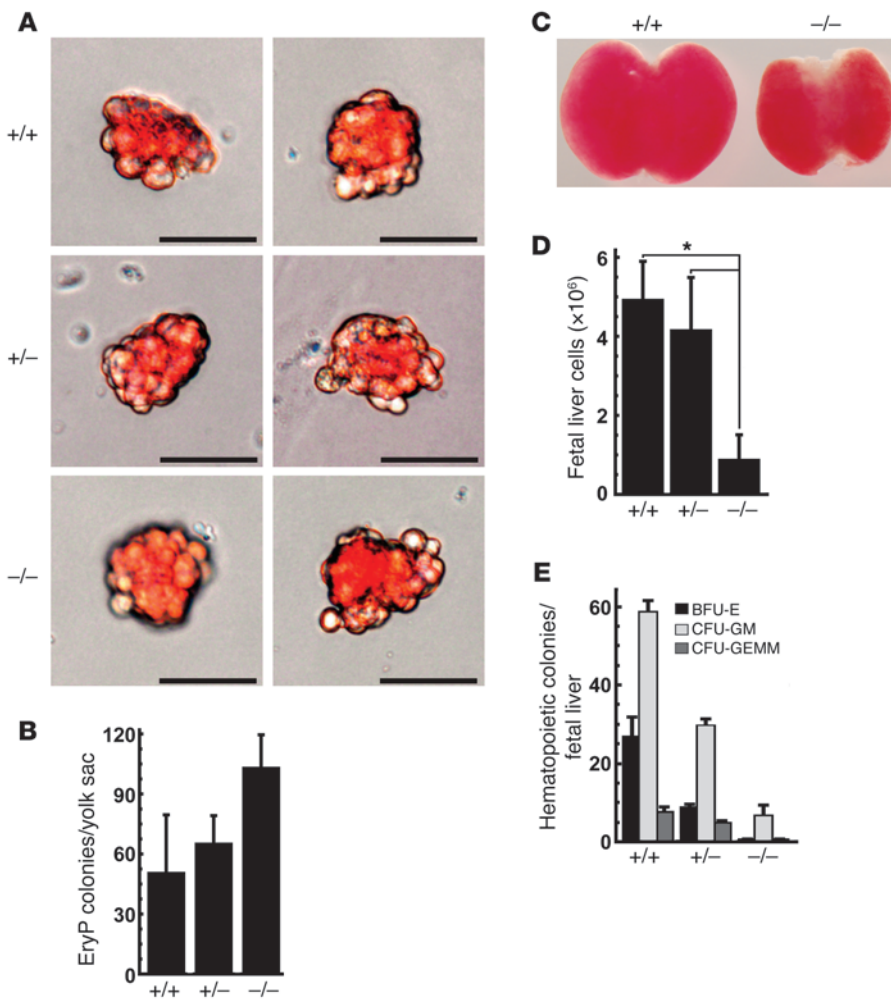 A
+/+
+/−
−/−
B
EryP colonies/yolk sac
120
90
60
30
0
+/+ +/− −/−
C
+/+ −/−
D
Fetal liver cells (×10⁶)
6
4
2
0
*
+/+ +/− −/−
E
Hematopoietic colonies/
fetal liver
60
40
20
0
BFU-E
CFU-GM
CFU-GEMM
+/+ +/− −/−